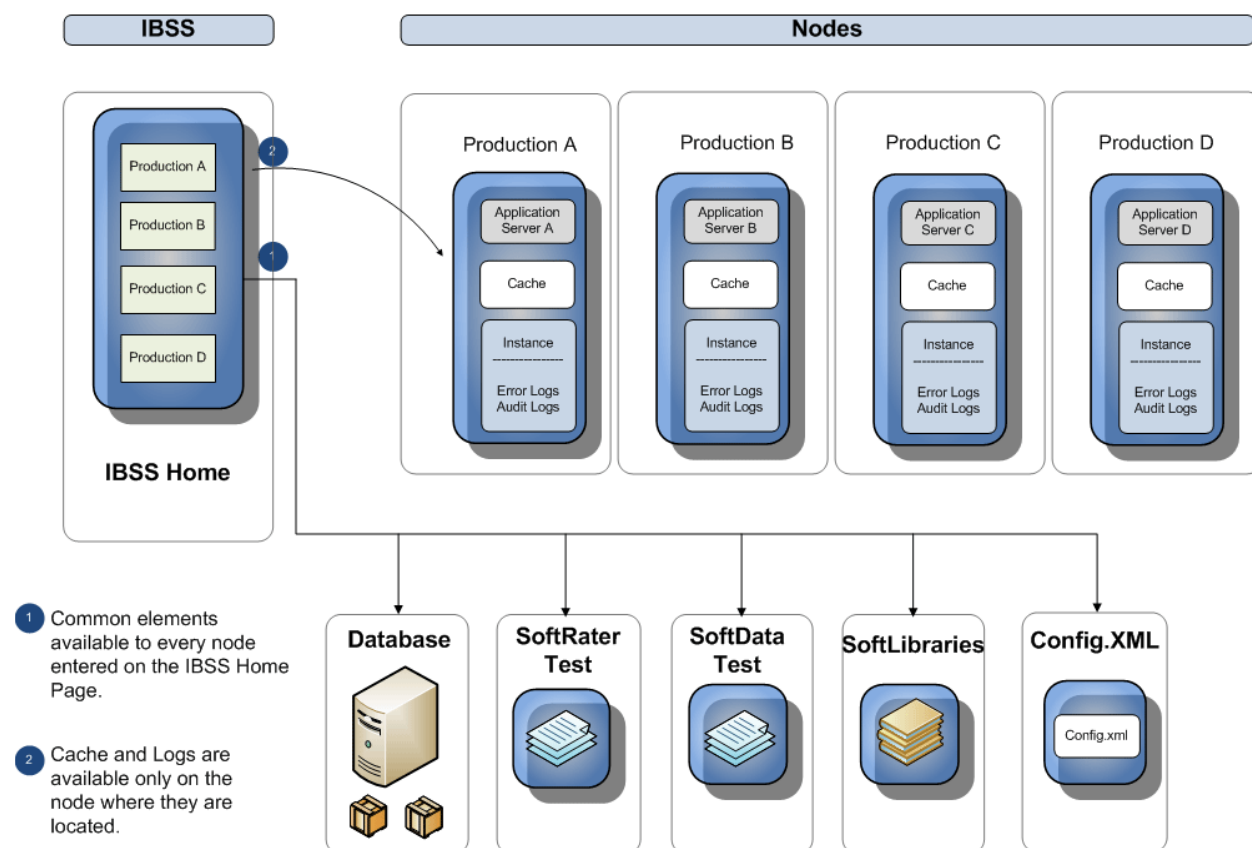 IBSS
Nodes
Production A
Production B
Production C
Production D
IBSS Home
2
1
Production A
Application
Server A
Cache
Instance
------------------
Error Logs
Audit Logs
Production B
Application
Server B
Cache
Instance
------------------
Error Logs
Audit Logs
Production C
Application
Server C
Cache
Instance
------------------
Error Logs
Audit Logs
Production D
Application
Server D
Cache
Instance
------------------
Error Logs
Audit Logs
1
Common elements
available to every node
entered on the IBSS Home
Page.
2
Cache and Logs are
available only on the
node where they are
located.
Database
SoftRater
Test
SoftData
Test
SoftLibraries
Config.XML
Config.xml